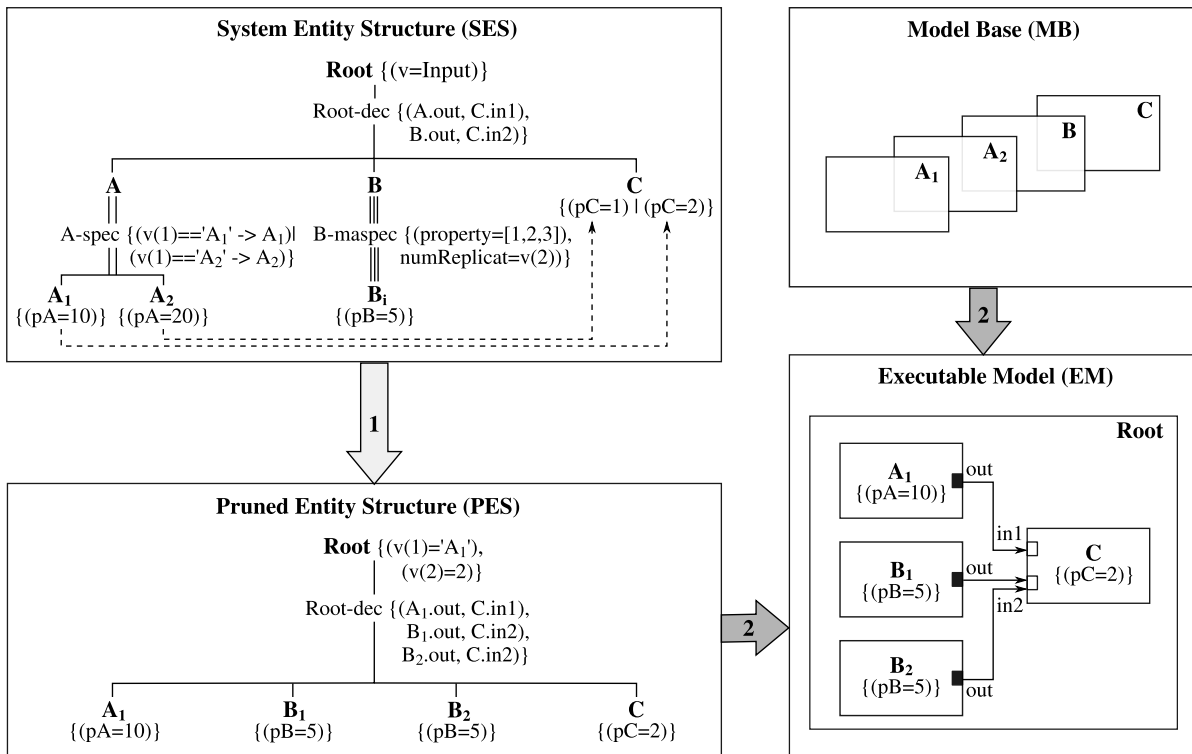 System Entity Structure (SES)
Root {(v=Input)}
Root-dec {(A.out, C.in1),
B.out, C.in2)}
A
B
C
{(pC=1) | (pC=2)}
A-spec {(v(1)=='A₁' -> A₁)|
(v(1)=='A₂' -> A₂)}
B-maspec {(property=[1,2,3]),
numReplicat=v(2))}
A₁
{(pA=10)}
A₂
{(pA=20)}
Bᵢ
{(pB=5)}
1
Pruned Entity Structure (PES)
Root {(v(1)='A₁'),
(v(2)=2)}
Root-dec {(A₁.out, C.in1),
B₁.out, C.in2),
B₂.out, C.in2)}
A₁
{(pA=10)}
B₁
{(pB=5)}
B₂
{(pB=5)}
C
{(pC=2)}
2
Model Base (MB)
A₁
A₂
B
C
2
Executable Model (EM)
Root
A₁
{(pA=10)}
out
in1
B₁
{(pB=5)}
out
in2
C
{(pC=2)}
B₂
{(pB=5)}
out